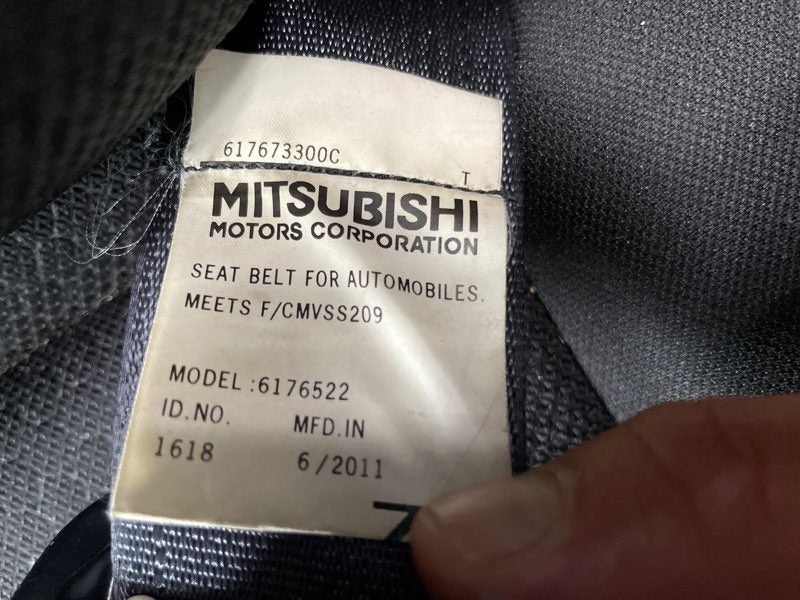 617673300C
T
MITSUBISHI
MOTORS CORPORATION
SEAT BELT FOR AUTOMOBILES.
MEETS F/CMVSS209
MODEL :6176522
ID.NO. MFD.IN
1618 6/2011